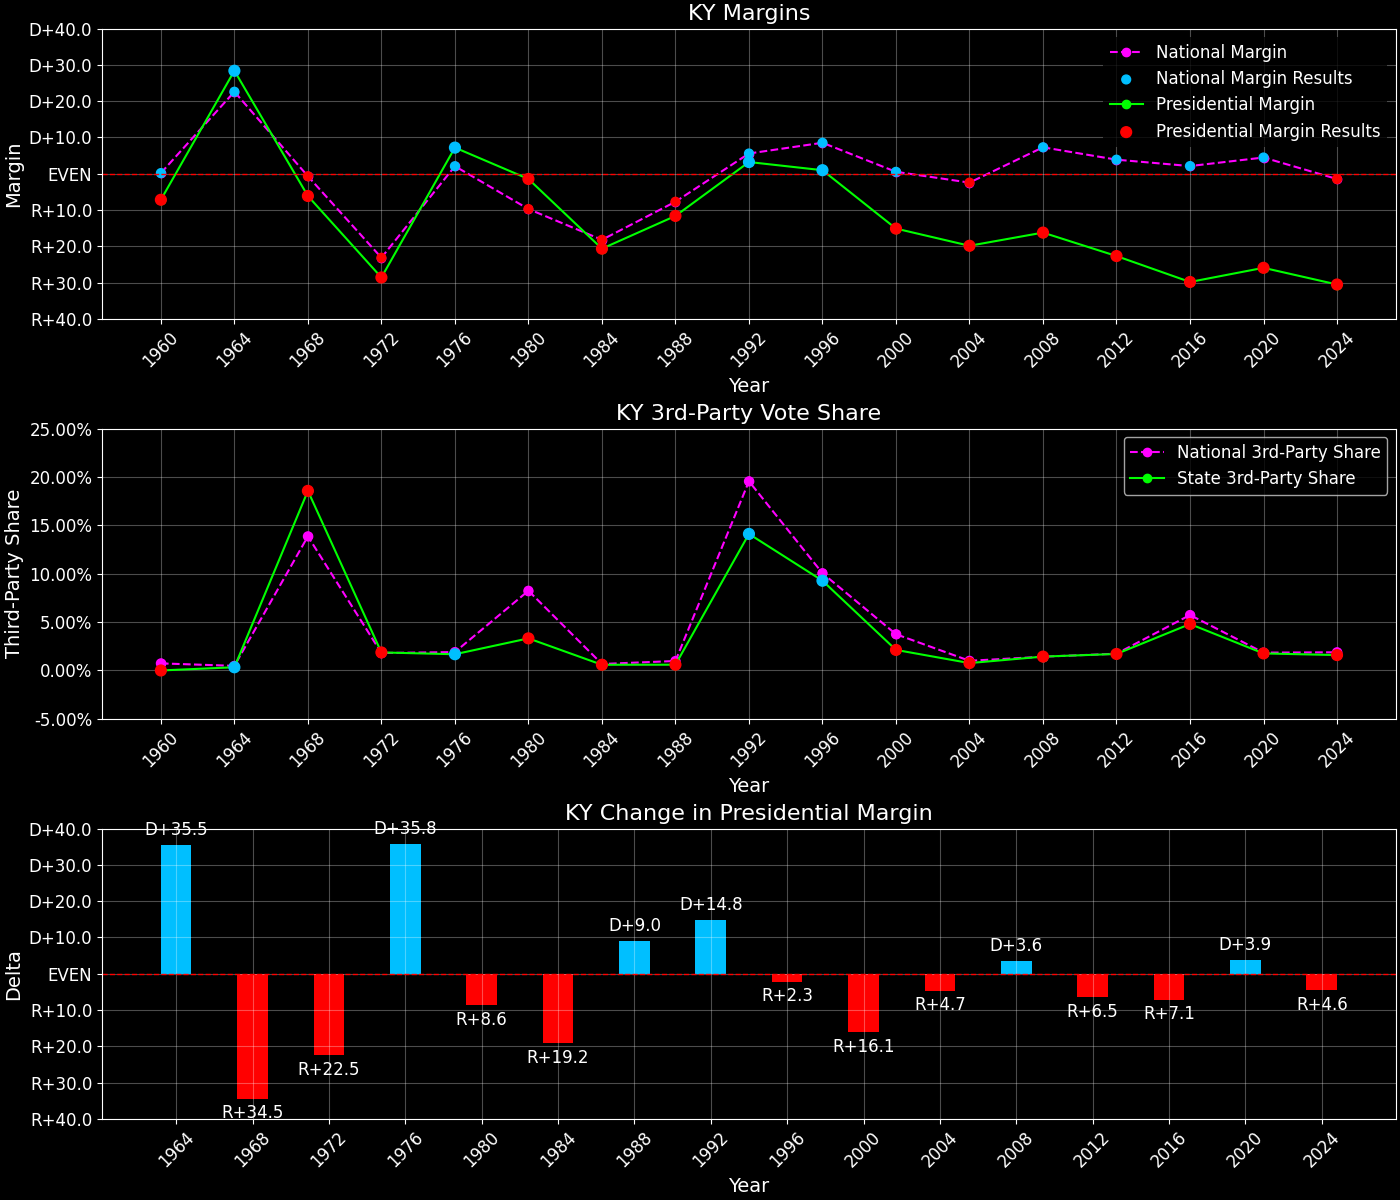 KY Margins
D+40.0
D+30.0
D+20.0
D+10.0
EVEN
R+10.0
R+20.0
R+30.0
R+40.0
Margin
National Margin
National Margin Results
Presidential Margin
Presidential Margin Results
1960
1964
1968
1972
1976
1980
1984
1988
1992
1996
2000
2004
2008
2012
2016
2020
2024
Year
KY 3rd-Party Vote Share
25.00%
20.00%
15.00%
10.00%
5.00%
0.00%
-5.00%
Third-Party Share
National 3rd-Party Share
State 3rd-Party Share
1960
1964
1968
1972
1976
1980
1984
1988
1992
1996
2000
2004
2008
2012
2016
2020
2024
Year
KY Change in Presidential Margin
D+40.0
D+30.0
D+20.0
D+10.0
EVEN
R+10.0
R+20.0
R+30.0
R+40.0
Delta
D+35.5
R+34.5
R+22.5
D+35.8
R+8.6
R+19.2
D+9.0
D+14.8
R+2.3
R+16.1
R+4.7
D+3.6
R+6.5
R+7.1
D+3.9
R+4.6
1964
1968
1972
1976
1980
1984
1988
1992
1996
2000
2004
2008
2012
2016
2020
2024
Year